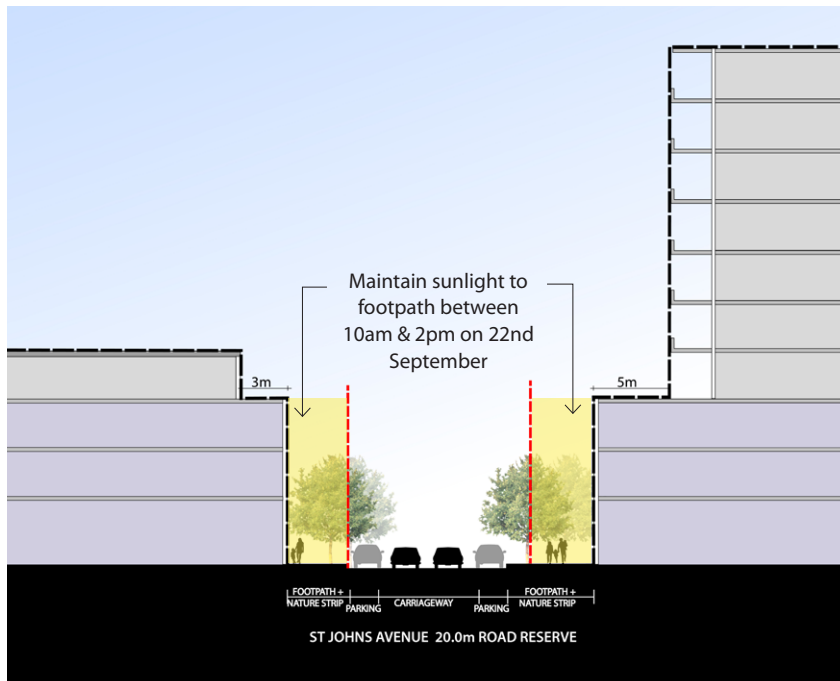 Maintain sunlight to
footpath between
10am & 2pm on 22nd
September
3m
5m
FOOTPATH +
NATURE STRIP
PARKING
CARRIAGEWAY
PARKING
FOOTPATH +
NATURE STRIP
ST JOHNS AVENUE 20.0m ROAD RESERVE